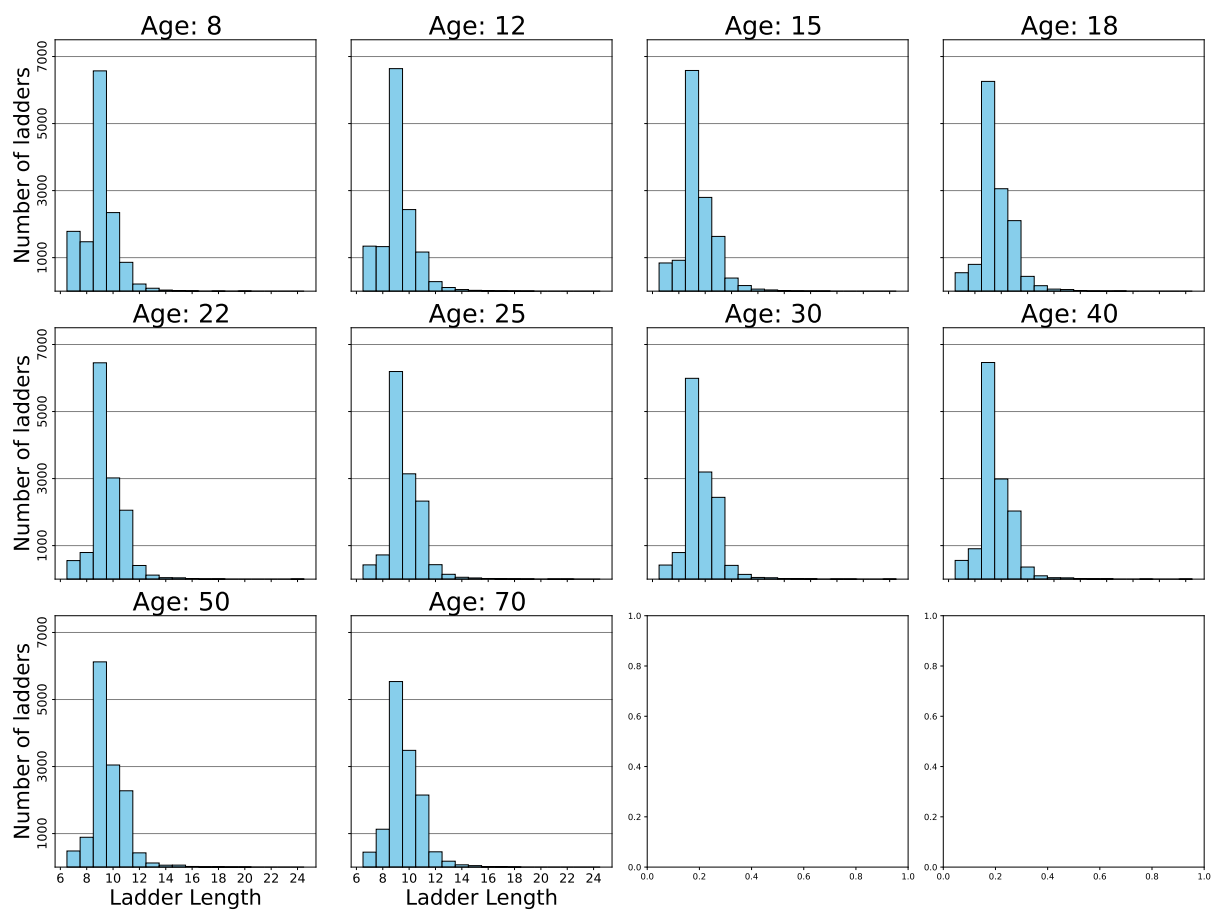 Age: 8
Age: 12
Age: 15
Age: 18
Number of ladders
7000
5000
3000
1000
Age: 22
Age: 25
Age: 30
Age: 40
Number of ladders
7000
5000
3000
1000
Age: 50
Age: 70
Number of ladders
7000
5000
3000
1000
6 8 10 12 14 16 18 20 22 24
Ladder Length
6 8 10 12 14 16 18 20 22 24
Ladder Length
1.0
0.8
0.6
0.4
0.2
0.0
0.0 0.2 0.4 0.6 0.8 1.0
1.0
0.8
0.6
0.4
0.2
0.0
0.0 0.2 0.4 0.6 0.8 1.0